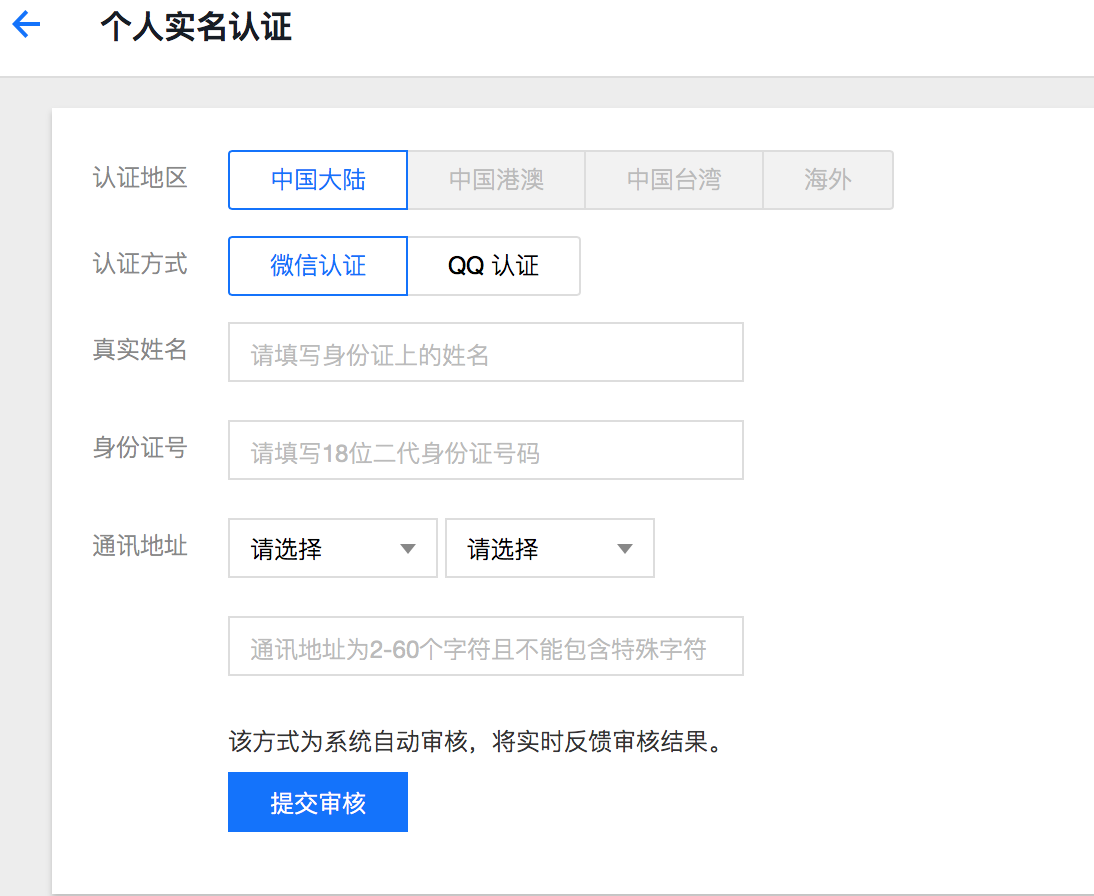 个人实名认证
认证地区 中国大陆 中国港澳 中国台湾 海外
认证方式 微信认证 QQ 认证
真实姓名 请填写身份证上的姓名
身份证号 请填写18位二代身份证号码
通讯地址 请选择 请选择
通讯地址为2-60个字符且不能包含特殊字符
该方式为系统自动审核，将实时反馈审核结果。
提交审核